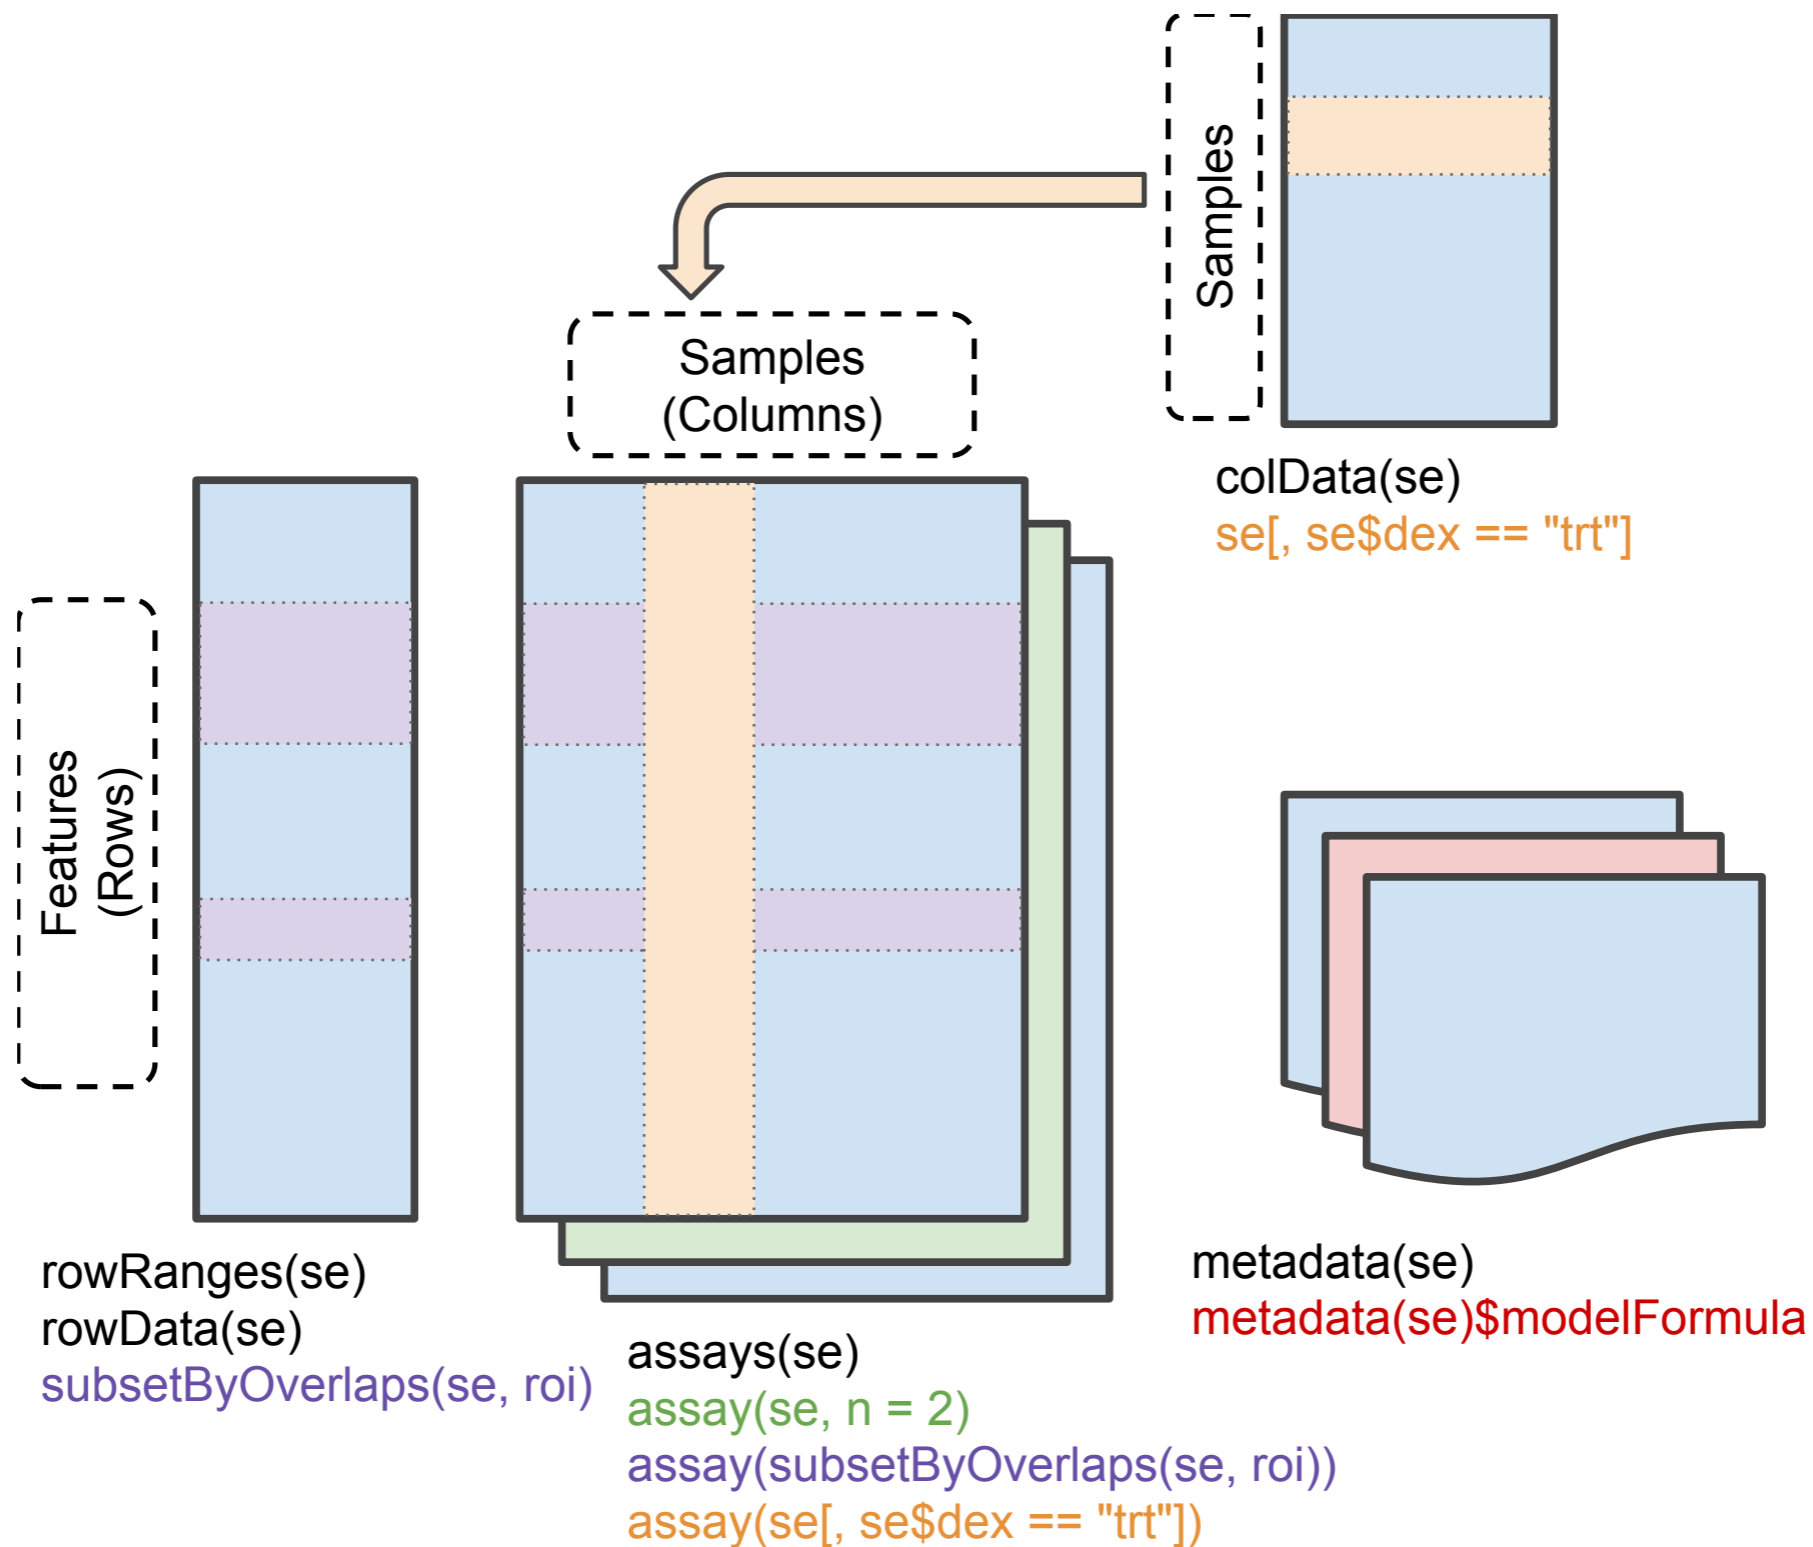 Samples
Samples
(Columns)
colData(se)
se[, se$dex == "trt"]
Features
(Rows)
rowRanges(se)
rowData(se)
subsetByOverlaps(se, roi)
assays(se)
assay(se, n = 2)
assay(subsetByOverlaps(se, roi))
assay(se[, se$dex == "trt"])
metadata(se)
metadata(se)$modelFormula